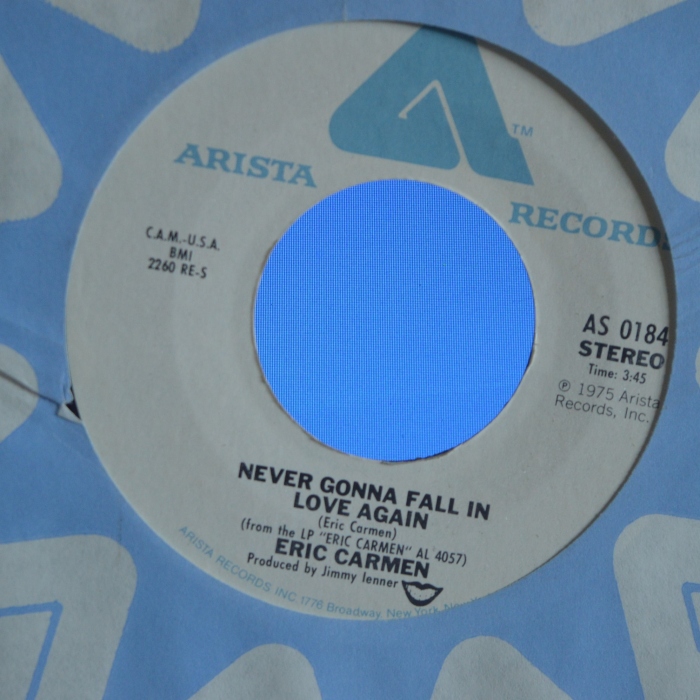 ARISTA
TM
RECORDS
C.A.M.-U.S.A.
BMI
2260 RE-S
AS 0184
STEREO
Time: 3:45
℗ 1975 Arista
Records, Inc.
NEVER GONNA FALL IN
LOVE AGAIN
(Eric Carmen)
(from the LP "ERIC CARMEN" AL 4057)
ERIC CARMEN
Produced by Jimmy Ienner
ARISTA RECORDS, INC. 1776 Broadway, New York